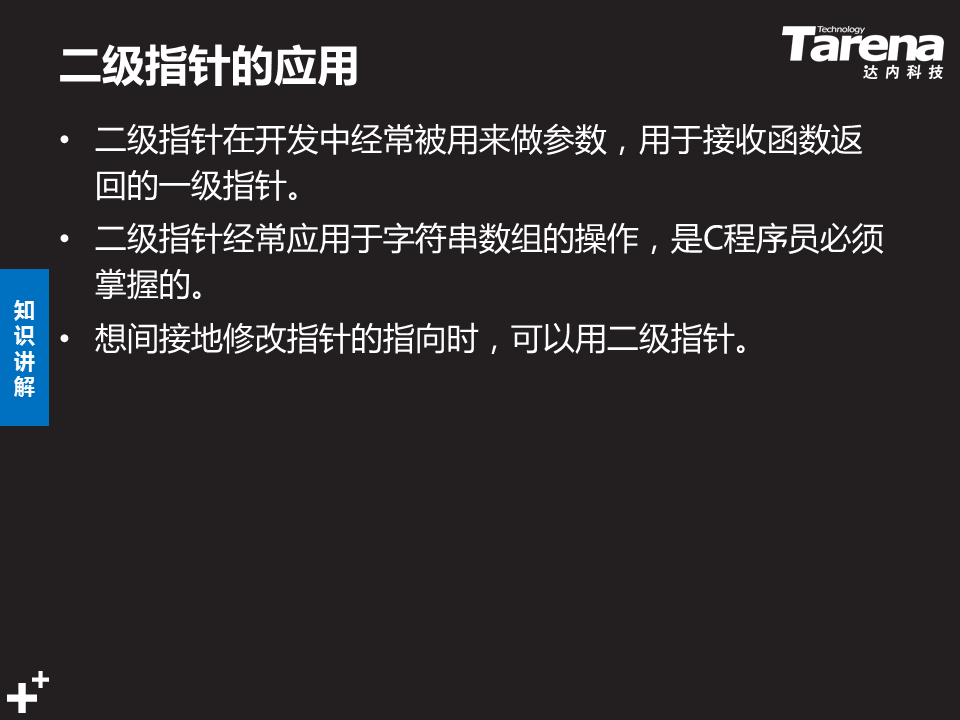 二级指针的应用
Technology
Tarena
达内科技
• 二级指针在开发中经常被用来做参数，用于接收函数返
回的一级指针。
• 二级指针经常应用于字符串数组的操作，是C程序员必须
掌握的。
• 想间接地修改指针的指向时，可以用二级指针。
知
识
讲
解